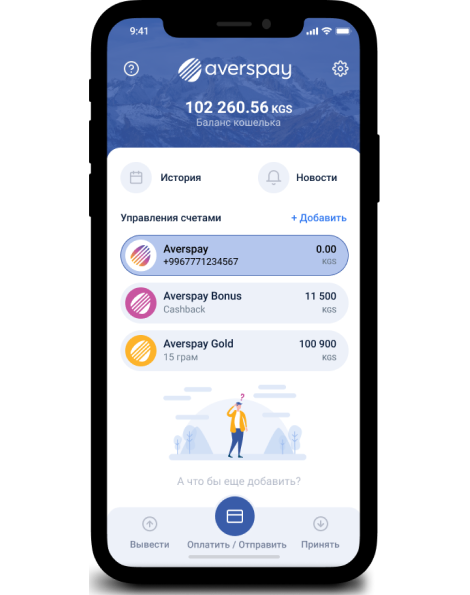 9:41
averspay
102 260.56 KGS
Баланс кошелька
История
Новости
Управления счетами
+ Добавить
Averspay
0.00
+9967771234567
KGS
Averspay Bonus
11 500
Cashback
KGS
Averspay Gold
100 900
15 грам
KGS
?
А что бы еще добавить?
Вывести
Оплатить / Отправить
Принять